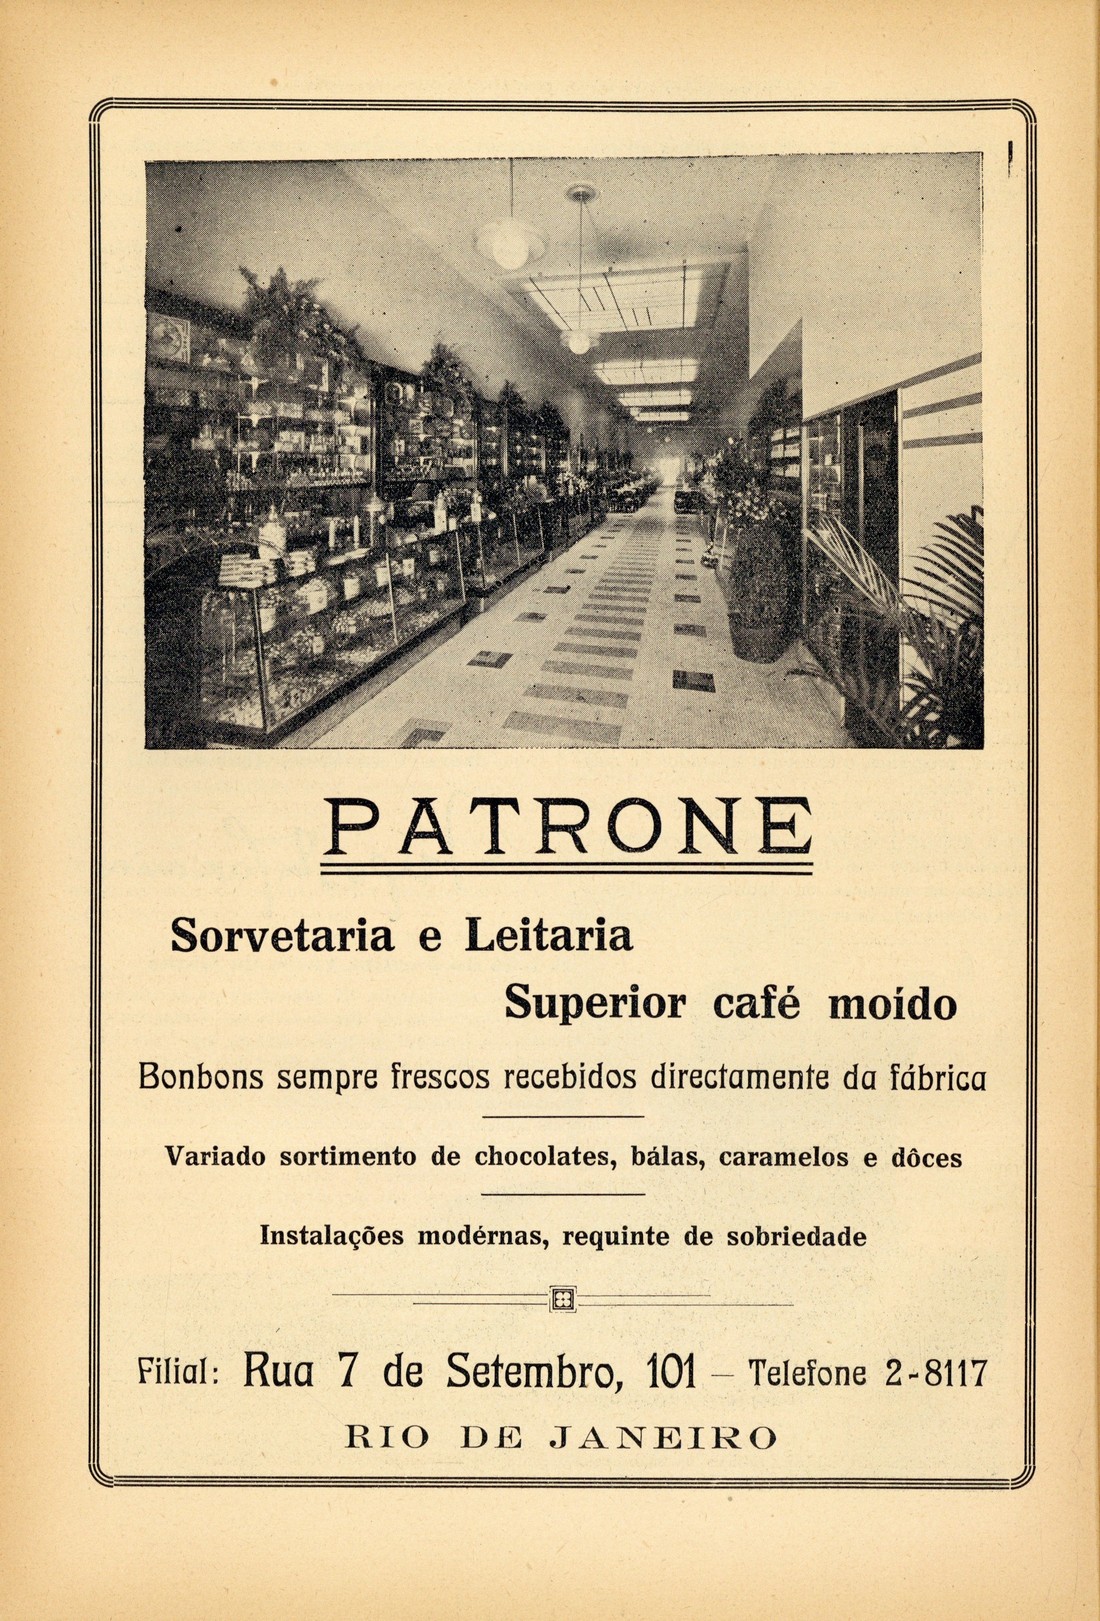 PATRONE
Sorvetaria e Leitaria
Superior café moído
Bonbons sempre frescos recebidos directamente da fábrica
Variado sortimento de chocolates, bálas, caramelos e dôces
Instalações modérnas, requinte de sobriedade
Filial: Rua 7 de Setembro, 101 — Telefone 2-8117
RIO DE JANEIRO